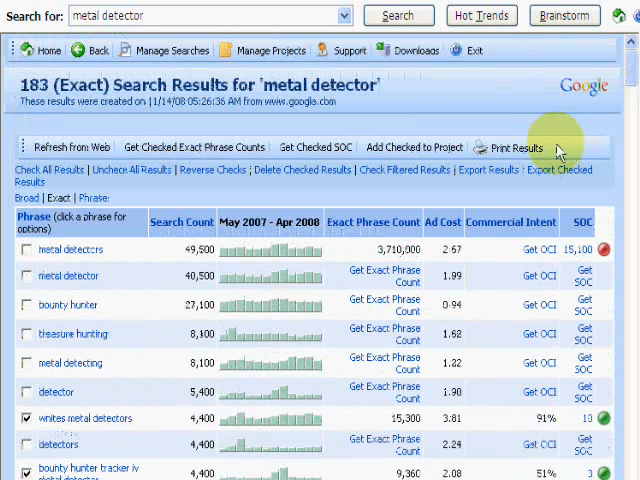 Search for: metal detector Search Hot Trends Brainstorm
Home Back Manage Searches Manage Projects Support Downloads Exit
183 (Exact) Search Results for 'metal detector'
Google
These results were created on 11/14/08 05:26:36 AM from www.google.com
Refresh from Web Get Checked Exact Phrase Counts Get Checked SOC Add Checked to Project Print Results
Check All Results | Uncheck All Results | Reverse Checks | Delete Checked Results | Check Filtered Results | Export Results | Export Checked
Results
Broad | Exact | Phrase
Phrase (click a phrase for options) Search Count May 2007 - Apr 2008 Exact Phrase Count Ad Cost Commercial Intent SOC
metal detectors 49,500 3,710,000 2.67 Get OCI 15,100
metal detector 40,500 Get Exact Phrase Count 1.99 Get OCI Get SOC
bounty hunter 27,100 Get Exact Phrase Count 0.94 Get OCI Get SOC
treasure hunting 8,100 Get Exact Phrase Count 1.62 Get OCI Get SOC
metal detecting 8,100 Get Exact Phrase Count 1.22 Get OCI Get SOC
detector 5,400 Get Exact Phrase Count 1.90 Get OCI Get SOC
whites metal detectors 4,400 15,300 3.81 91% 13
detectors 4,400 Get Exact Phrase Count 2.24 Get OCI Get SOC
bounty hunter tracker iv metal detector 4,400 9,360 2.08 51% 3